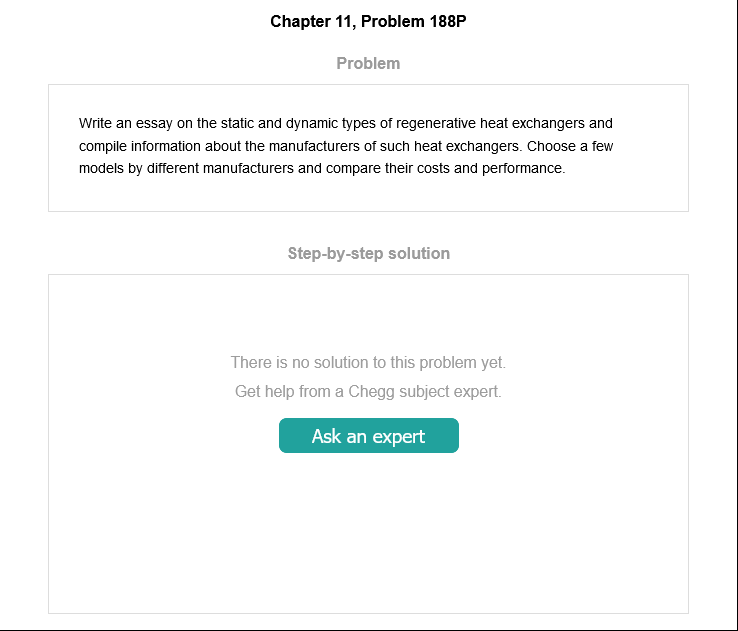 Chapter 11, Problem 188P
Problem
Write an essay on the static and dynamic types of regenerative heat exchangers and
compile information about the manufacturers of such heat exchangers. Choose a few
models by different manufacturers and compare their costs and performance.
Step-by-step solution
There is no solution to this problem yet.
Get help from a Chegg subject expert.
Ask an expert